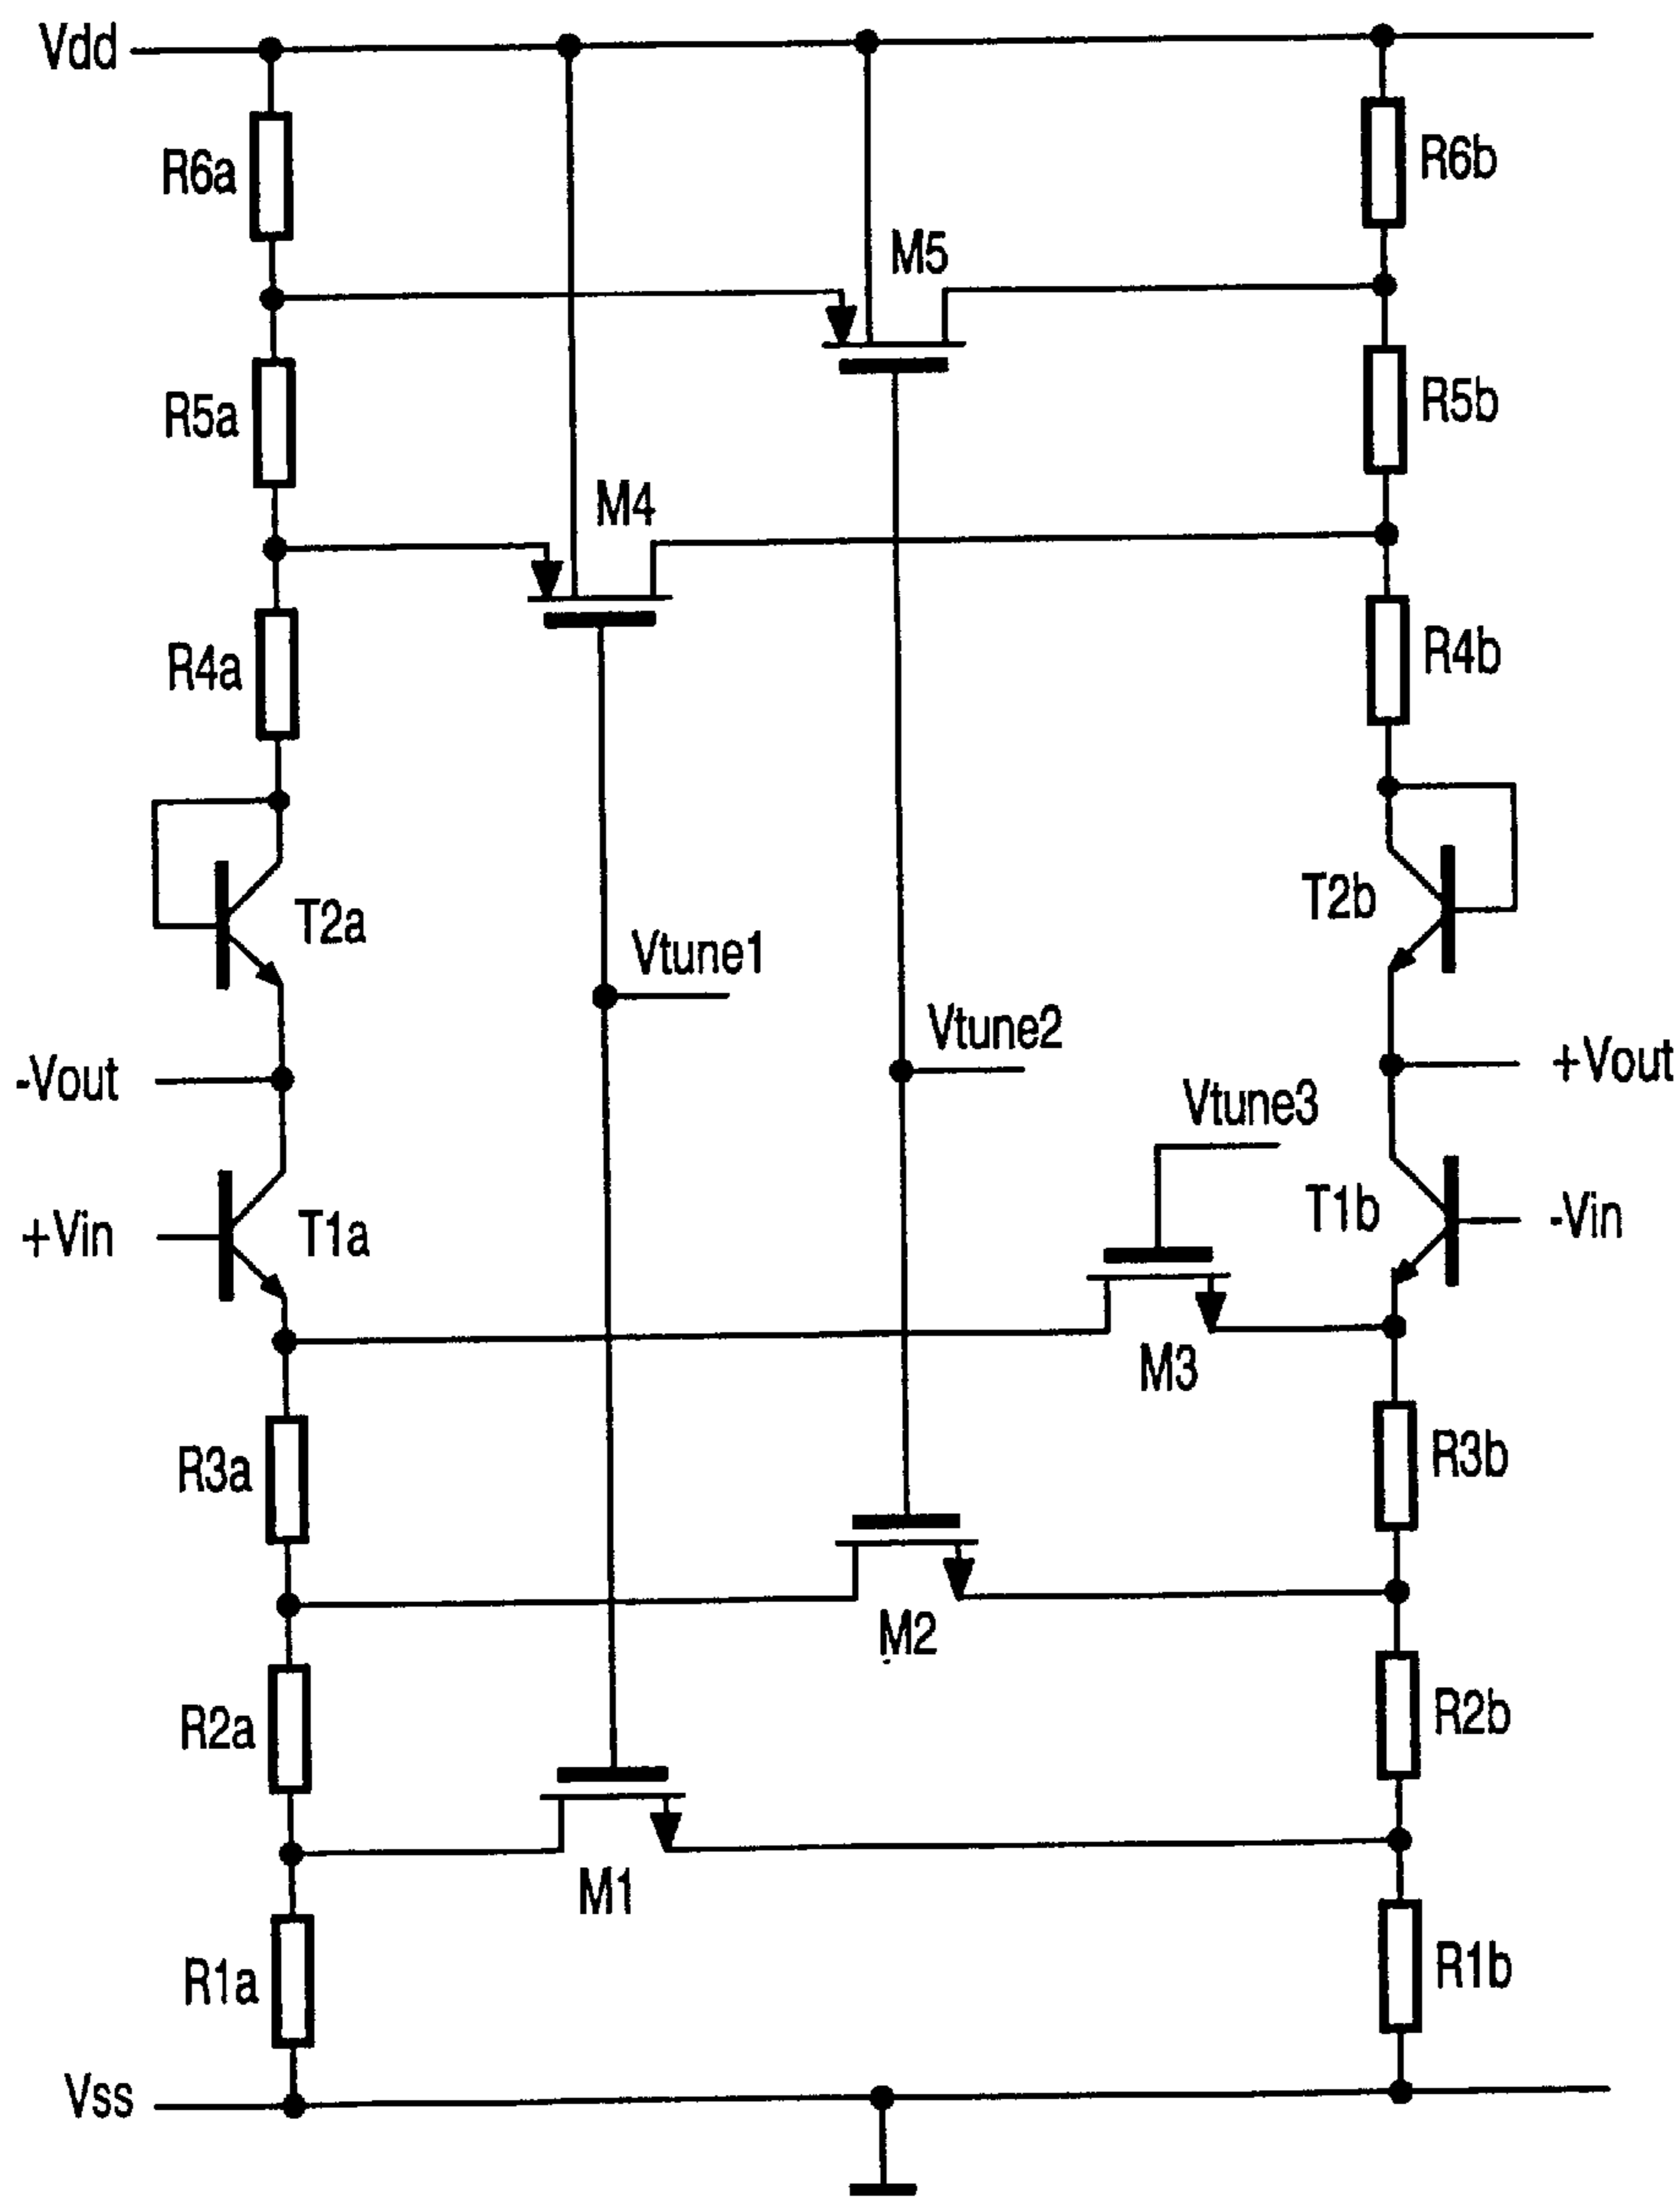 Vdd
R6a
R6b
M5
R5a
R5b
M4
R4a
R4b
T2a
T2b
Vtune1
Vtune2
-Vout
+Vout
Vtune3
+Vin
T1a
T1b
-Vin
M3
R3a
R3b
M2
R2a
R2b
M1
R1a
R1b
Vss